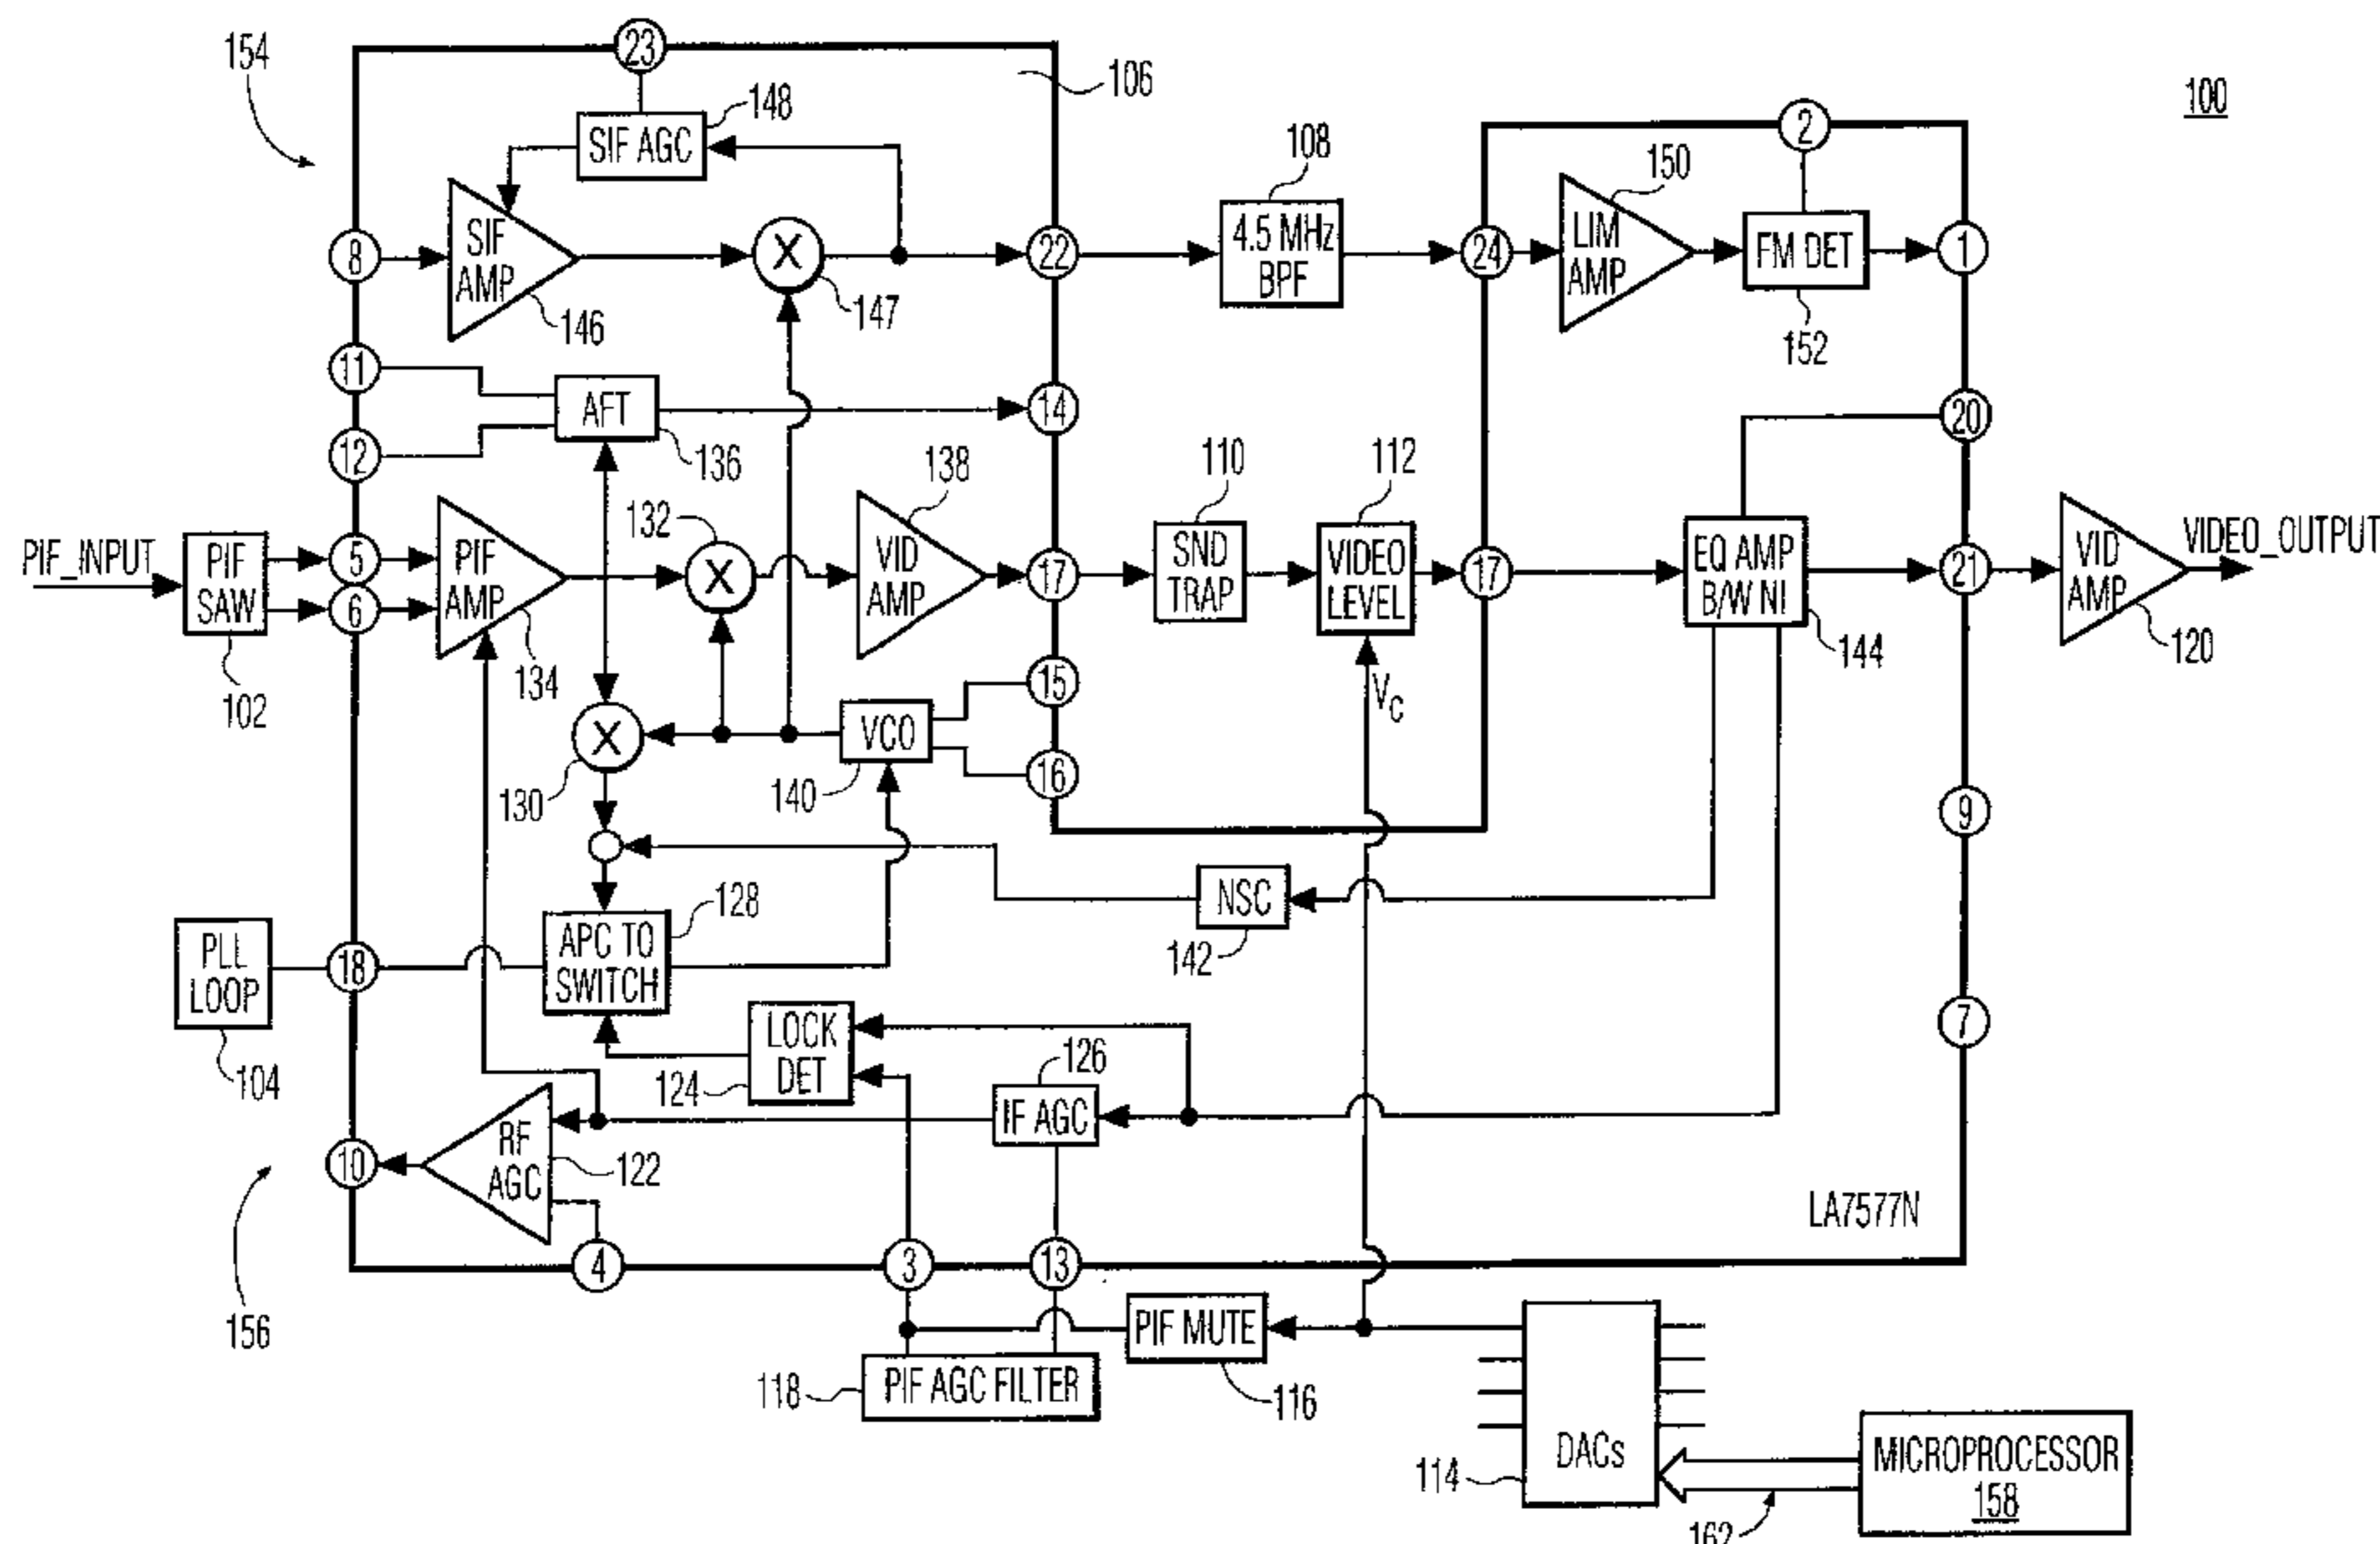 100
154
23
106
148
SIF AGC
8
SIF
AMP
146
X
147
22
108
4.5 MHz
BPF
24
150
LIM
AMP
2
FM DET
152
1
11
12
AFT
136
14
20
PIF_INPUT
PIF
SAW
102
5
6
PIF
AMP
134
132
X
138
VID
AMP
17
110
SND
TRAP
112
VIDEO
LEVEL
17
EQ AMP
B/W NI
144
21
VID
AMP
120
VIDEO_OUTPUT
VC
15
16
X
130
VCO
140
9
NSC
142
PLL
LOOP
104
18
APC TO
SWITCH
128
7
LOCK
DET
124
126
IF AGC
10
RF
AGC
122
LA7577N
156
4
3
13
PIF MUTE
116
118
PIF AGC FILTER
114
DACs
MICROPROCESSOR
158
162